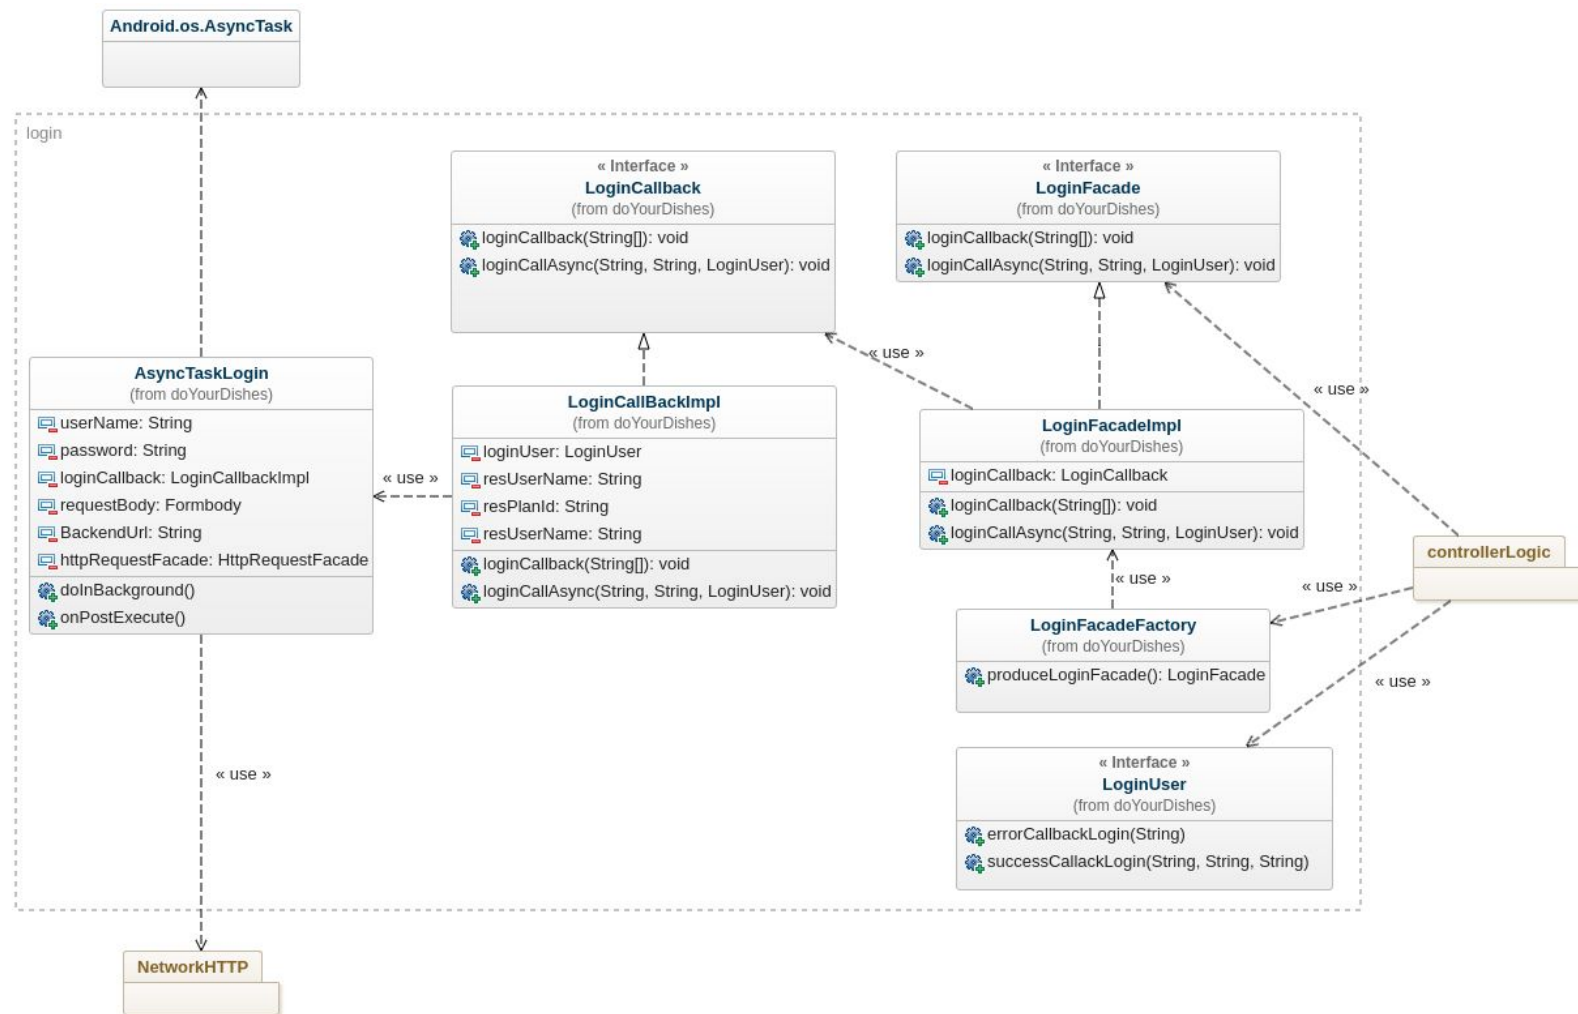 Android.os.AsyncTask
login
« Interface »
LoginCallback
(from doYourDishes)
loginCallback(String[]): void
loginCallAsync(String, String, LoginUser): void
« Interface »
LoginFacade
(from doYourDishes)
loginCallback(String[]): void
loginCallAsync(String, String, LoginUser): void
« use »
« use »
AsyncTaskLogin
(from doYourDishes)
userName: String
password: String
loginCallback: LoginCallbackImpl
requestBody: Formbody
BackendUrl: String
httpRequestFacade: HttpRequestFacade
doInBackground()
onPostExecute()
« use »
LoginCallBackImpl
(from doYourDishes)
loginUser: LoginUser
resUserName: String
resPlanId: String
resUserName: String
loginCallback(String[]): void
loginCallAsync(String, String, LoginUser): void
LoginFacadeImpl
(from doYourDishes)
loginCallback: LoginCallback
loginCallback(String[]): void
loginCallAsync(String, String, LoginUser): void
controllerLogic
« use »
« use »
LoginFacadeFactory
(from doYourDishes)
produceLoginFacade(): LoginFacade
« use »
« Interface »
LoginUser
(from doYourDishes)
errorCallbackLogin(String)
successCallackLogin(String, String, String)
« use »
NetworkHTTP